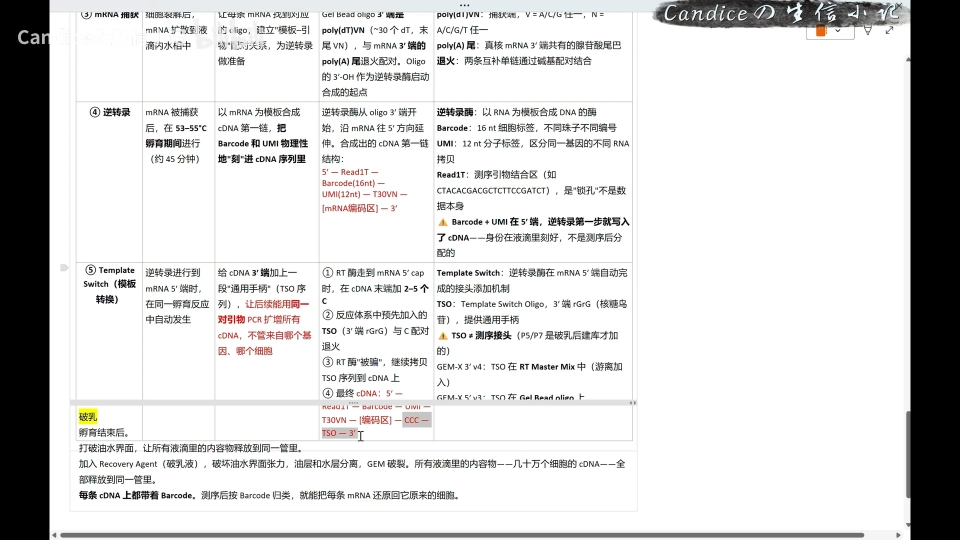 Candiceの生信小记
Can
③ mRNA 捕获
细胞裂解后，
mRNA 扩散到液
滴内水相中
让每条 mRNA 找到对应
的 oligo，建立"模板–引
物"配对关系，为逆转录
做准备
Gel Bead oligo 3′ 端是
poly(dT)VN（~30 个 dT，末
尾 VN），与 mRNA 3′ 端的
poly(A) 尾退火配对。Oligo
的 3′-OH 作为逆转录酶启动
合成的起点
poly(dT)VN：捕获端，V = A/C/G 任一，N =
A/C/G/T 任一
poly(A) 尾：真核 mRNA 3′ 端共有的腺苷酸尾巴
退火：两条互补单链通过碱基配对结合
④ 逆转录
mRNA 被捕获
后，在 53–55°C
孵育期间进行
（约 45 分钟）
以 mRNA 为模板合成
cDNA 第一链，把
Barcode 和 UMI 物理性
地"刻"进 cDNA 序列里
逆转录酶从 oligo 3′ 端开
始，沿 mRNA 往 5′ 方向延
伸。合成出的 cDNA 第一链
结构：
5′ — Read1T —
Barcode(16nt) —
UMI(12nt) — T30VN —
[mRNA编码区] — 3′
逆转录酶：以 RNA 为模板合成 DNA 的酶
Barcode：16 nt 细胞标签，不同珠子不同编号
UMI：12 nt 分子标签，区分同一基因的不同 RNA
拷贝
Read1T：测序引物结合区（如
CTACACGACGCTCTTCCGATCT），是"锁孔"不是数
据本身
⚠️ Barcode + UMI 在 5′ 端，逆转录第一步就写入
了 cDNA——身份在液滴里刻好，不是测序后分
配的
⑤ Template
Switch（模板
转换）
逆转录进行到
mRNA 5′ 端时，
在同一孵育反应
中自动发生
给 cDNA 3′ 端加上一
段"通用手柄"（TSO 序
列），让后续能用同一
对引物 PCR 扩增所有
cDNA，不管来自哪个基
因、哪个细胞
① RT 酶走到 mRNA 5′ cap
时，在 cDNA 末端加 2–5 个
C
② 反应体系中预先加入的
TSO（3′ 端 rGrG）与 C 配对
退火
③ RT 酶"被骗"，继续拷贝
TSO 序列到 cDNA 上
④ 最终 cDNA：5′ —
Read1T — Barcode — UMI —
T30VN — [编码区] — CCC —
TSO — 3′
Template Switch：逆转录酶在 mRNA 5′ 端自动完
成的接头添加机制
TSO：Template Switch Oligo，3′ 端 rGrG（核糖鸟
苷），提供通用手柄
⚠️ TSO ≠ 测序接头（P5/P7 是破乳后建库才加
的）
GEM-X 3′ v4：TSO 在 RT Master Mix 中（游离加
入）
GEM-X 5′ v3：TSO 在 Gel Bead oligo 上
破乳
孵育结束后。
打破油水界面，让所有液滴里的内容物释放到同一管里。
加入 Recovery Agent（破乳液），破坏油水界面张力，油层和水层分离，GEM 破裂。所有液滴里的内容物——几十万个细胞的 cDNA——全
部释放到同一管里。
每条 cDNA 上都带着 Barcode。测序后按 Barcode 归类，就能把每条 mRNA 还原回它原来的细胞。